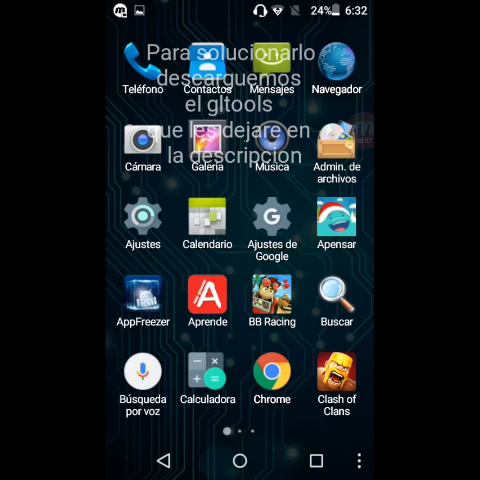 24% 6:32
Para solucionarlo
descarguemos
el gltools
que les dejare en
la descripcion
Teléfono Contactos Mensajes Navegador
Cámara Galería Música Admin. de
archivos
Ajustes Calendario Ajustes de
Google Apensar
AppFreezer Aprende BB Racing Buscar
Búsqueda
por voz Calculadora Chrome Clash of
Clans